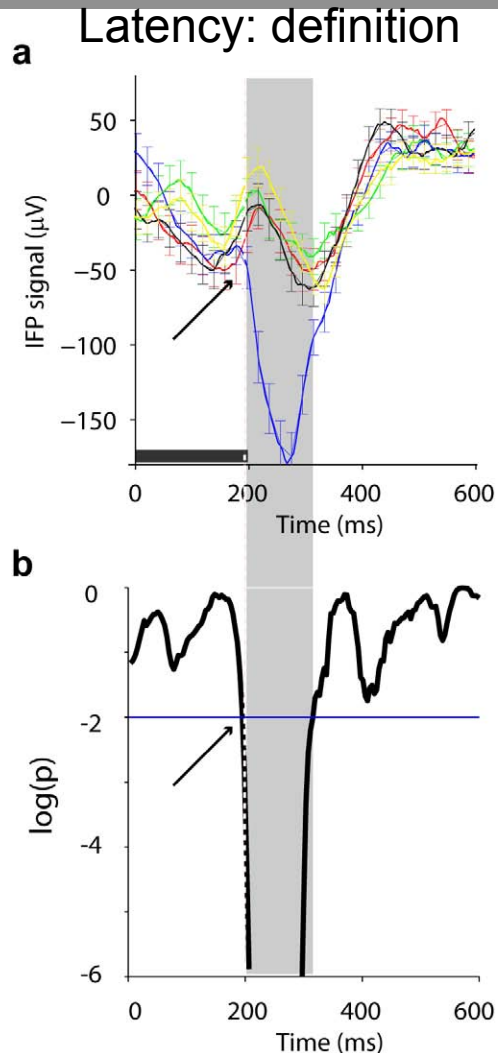 Latency: definition
a
50
0
−50
−100
−150
IFP signal (µV)
0 200 400 600
Time (ms)
b
0
-2
-4
-6
log(p)
0 200 400 600
Time (ms)